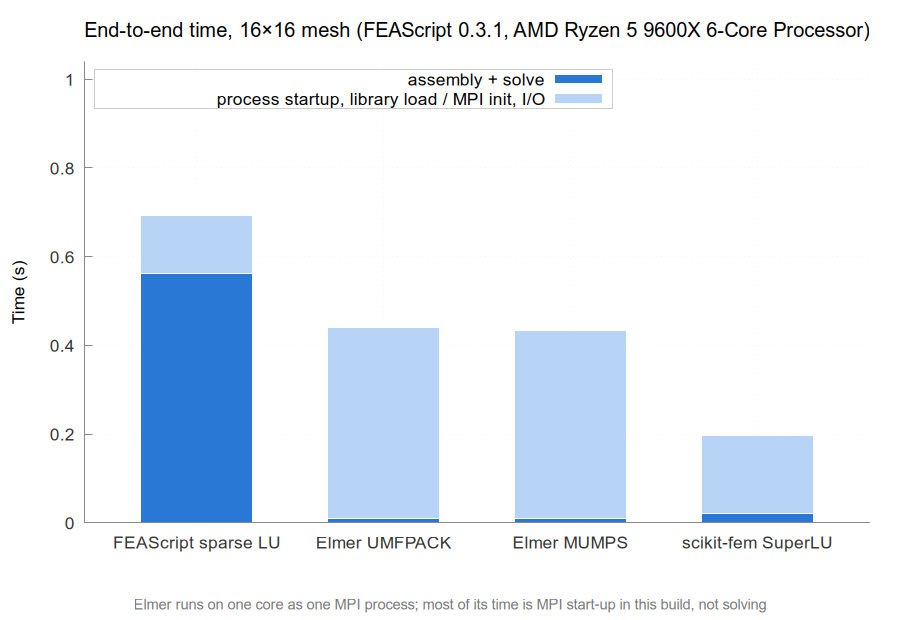 End-to-end time, 16×16 mesh (FEAScript 0.3.1, AMD Ryzen 5 9600X 6-Core Processor)
assembly + solve
process startup, library load / MPI init, I/O
1
0.8
0.6
0.4
0.2
0
Time (s)
FEAScript sparse LU
Elmer UMFPACK
Elmer MUMPS
scikit-fem SuperLU
Elmer runs on one core as one MPI process; most of its time is MPI start-up in this build, not solving